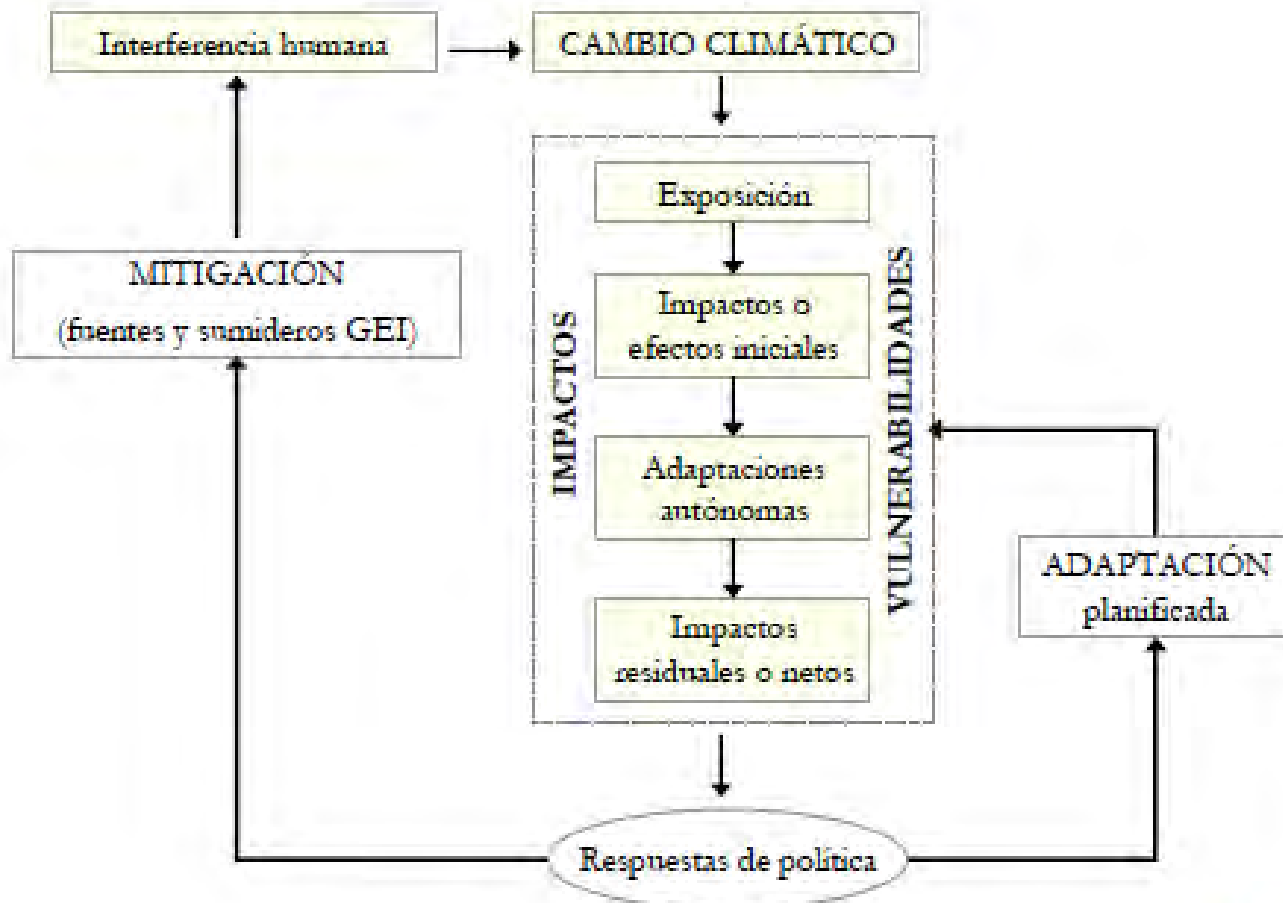 Interferencia humana
CAMBIO CLIMÁTICO
Exposición
MITIGACIÓN
(fuentes y sumideros GEI)
Impactos o
efectos iniciales
IMPACTOS
VULNERABILIDADES
Adaptaciones
autónomas
ADAPTACIÓN
planificada
Impactos
residuales o netos
Respuestas de política